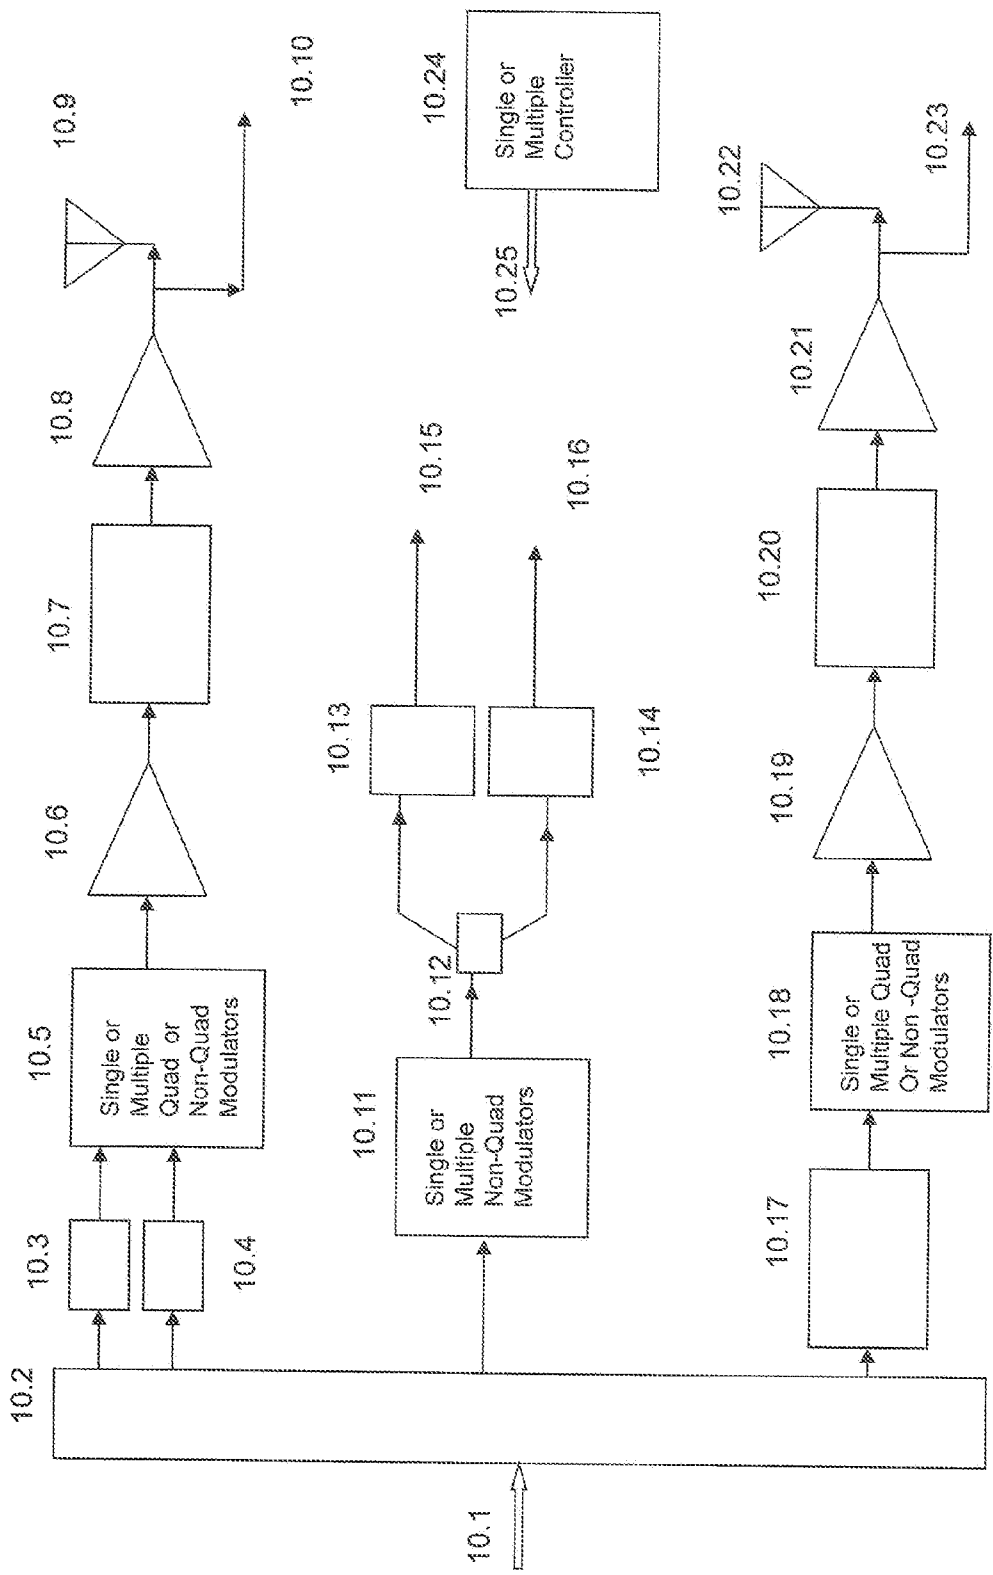 10.1
10.2
10.3
10.4
10.5
Single or
Multiple
Quad or
Non-Quad
Modulators
10.6
10.7
10.8
10.9
10.10
10.11
Single or
Multiple
Non-Quad
Modulators
10.12
10.13
10.14
10.15
10.16
10.24
Single or
Multiple
Controller
10.25
10.17
10.18
Single or
Multiple Quad
Or Non -Quad
Modulators
10.19
10.20
10.21
10.22
10.23